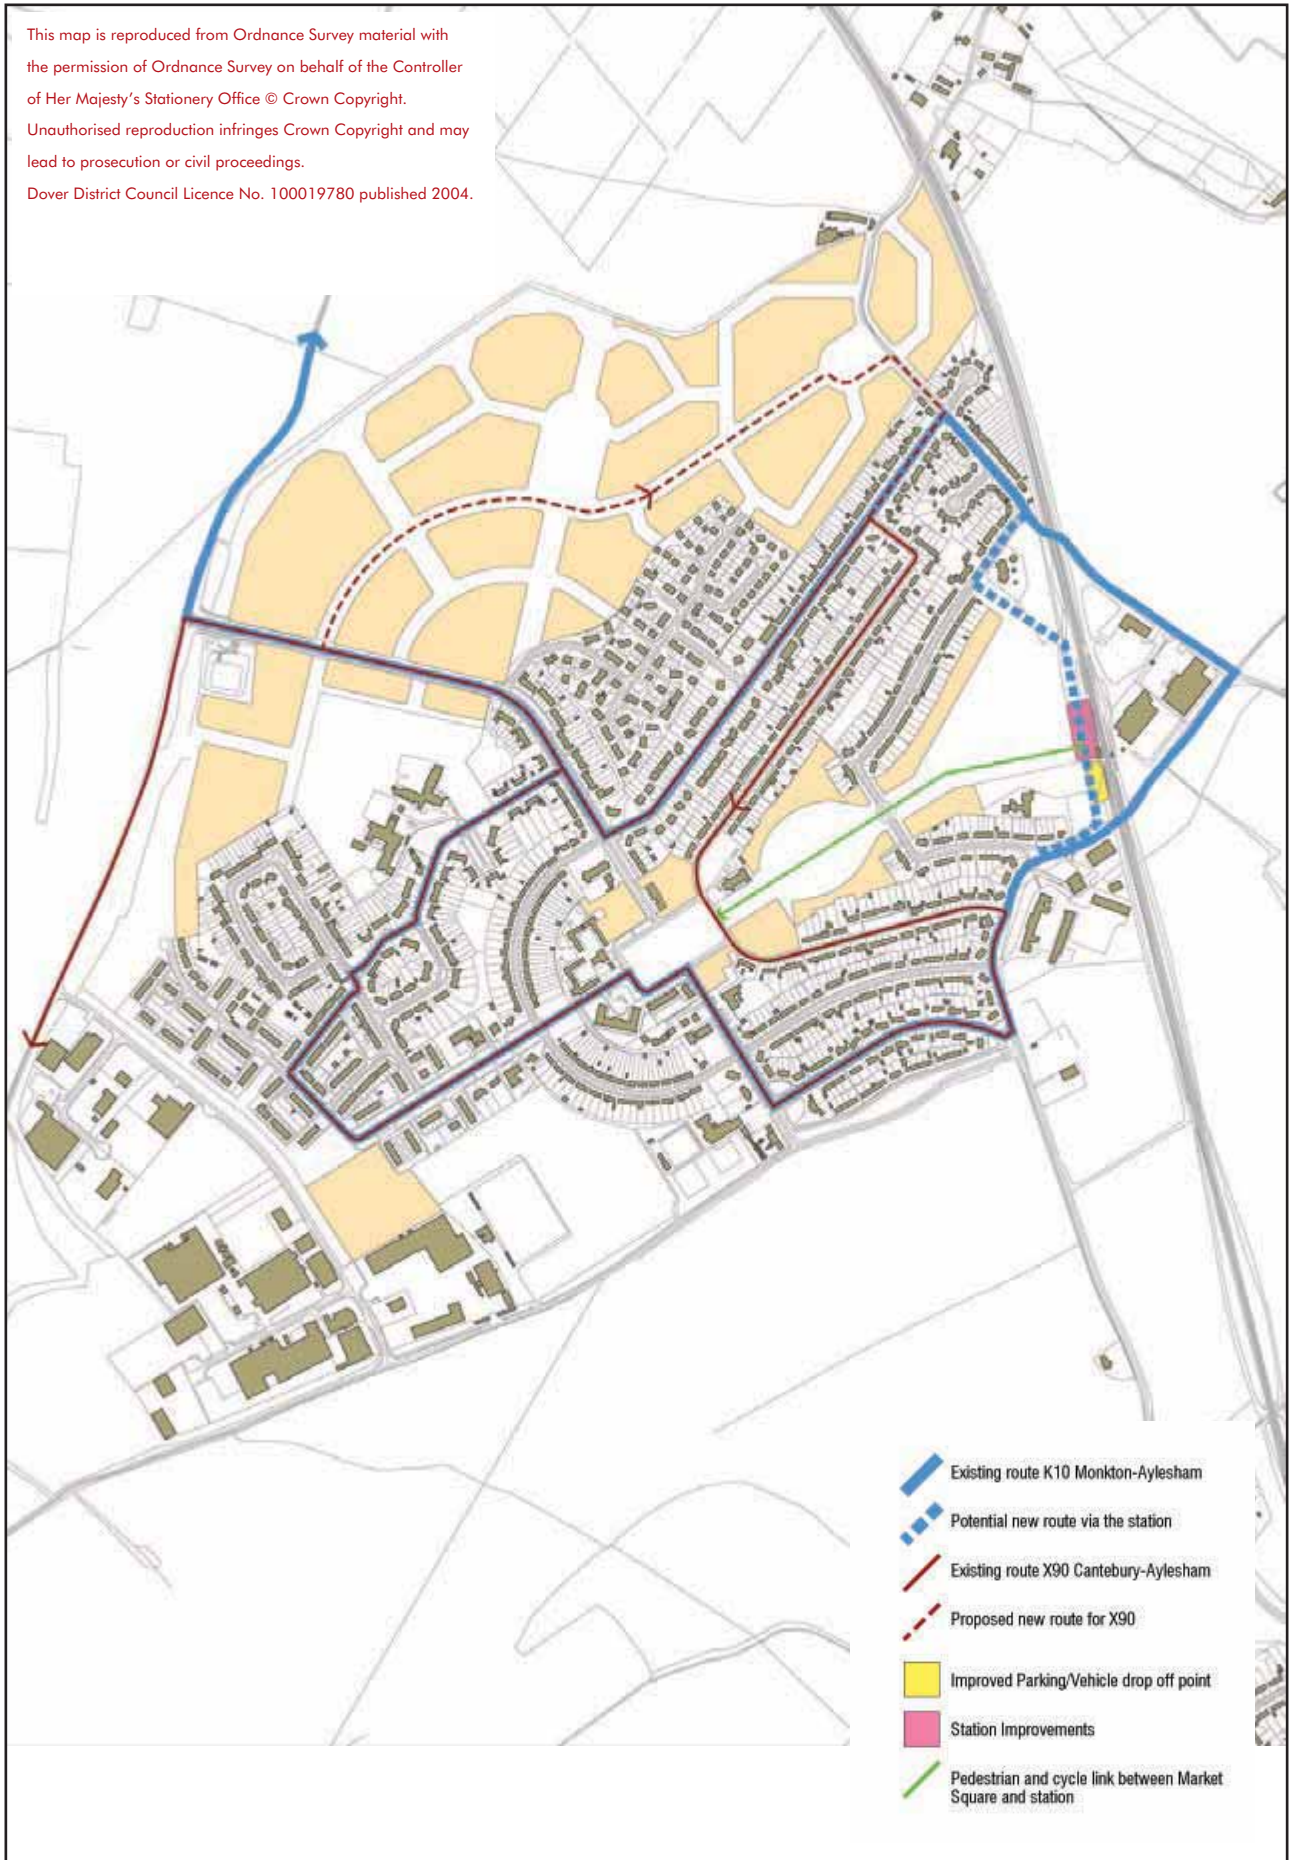 This map is reproduced from Ordnance Survey material with
the permission of Ordnance Survey on behalf of the Controller
of Her Majesty's Stationery Office © Crown Copyright.
Unauthorised reproduction infringes Crown Copyright and may
lead to prosecution or civil proceedings.
Dover District Council Licence No. 100019780 published 2004.
Existing route K10 Monkton-Aylesham
Potential new route via the station
Existing route X90 Cantebury-Aylesham
Proposed new route for X90
Improved Parking/Vehicle drop off point
Station Improvements
Pedestrian and cycle link between Market
Square and station